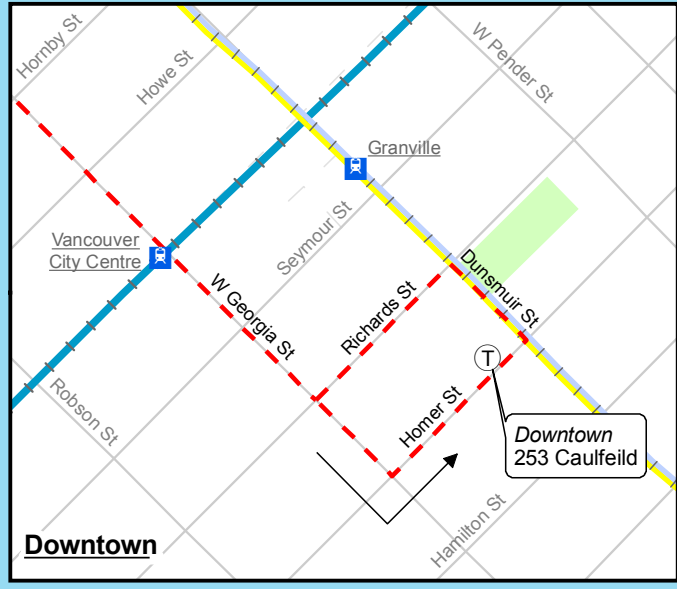 Hornby St
Howe St
W Pender St
Granville
Seymour St
Vancouver
City Centre
W Georgia St
Richards St
Dunsmuir St
Robson St
Homer St
T
Downtown
253 Caulfeild
Hamilton St
Downtown